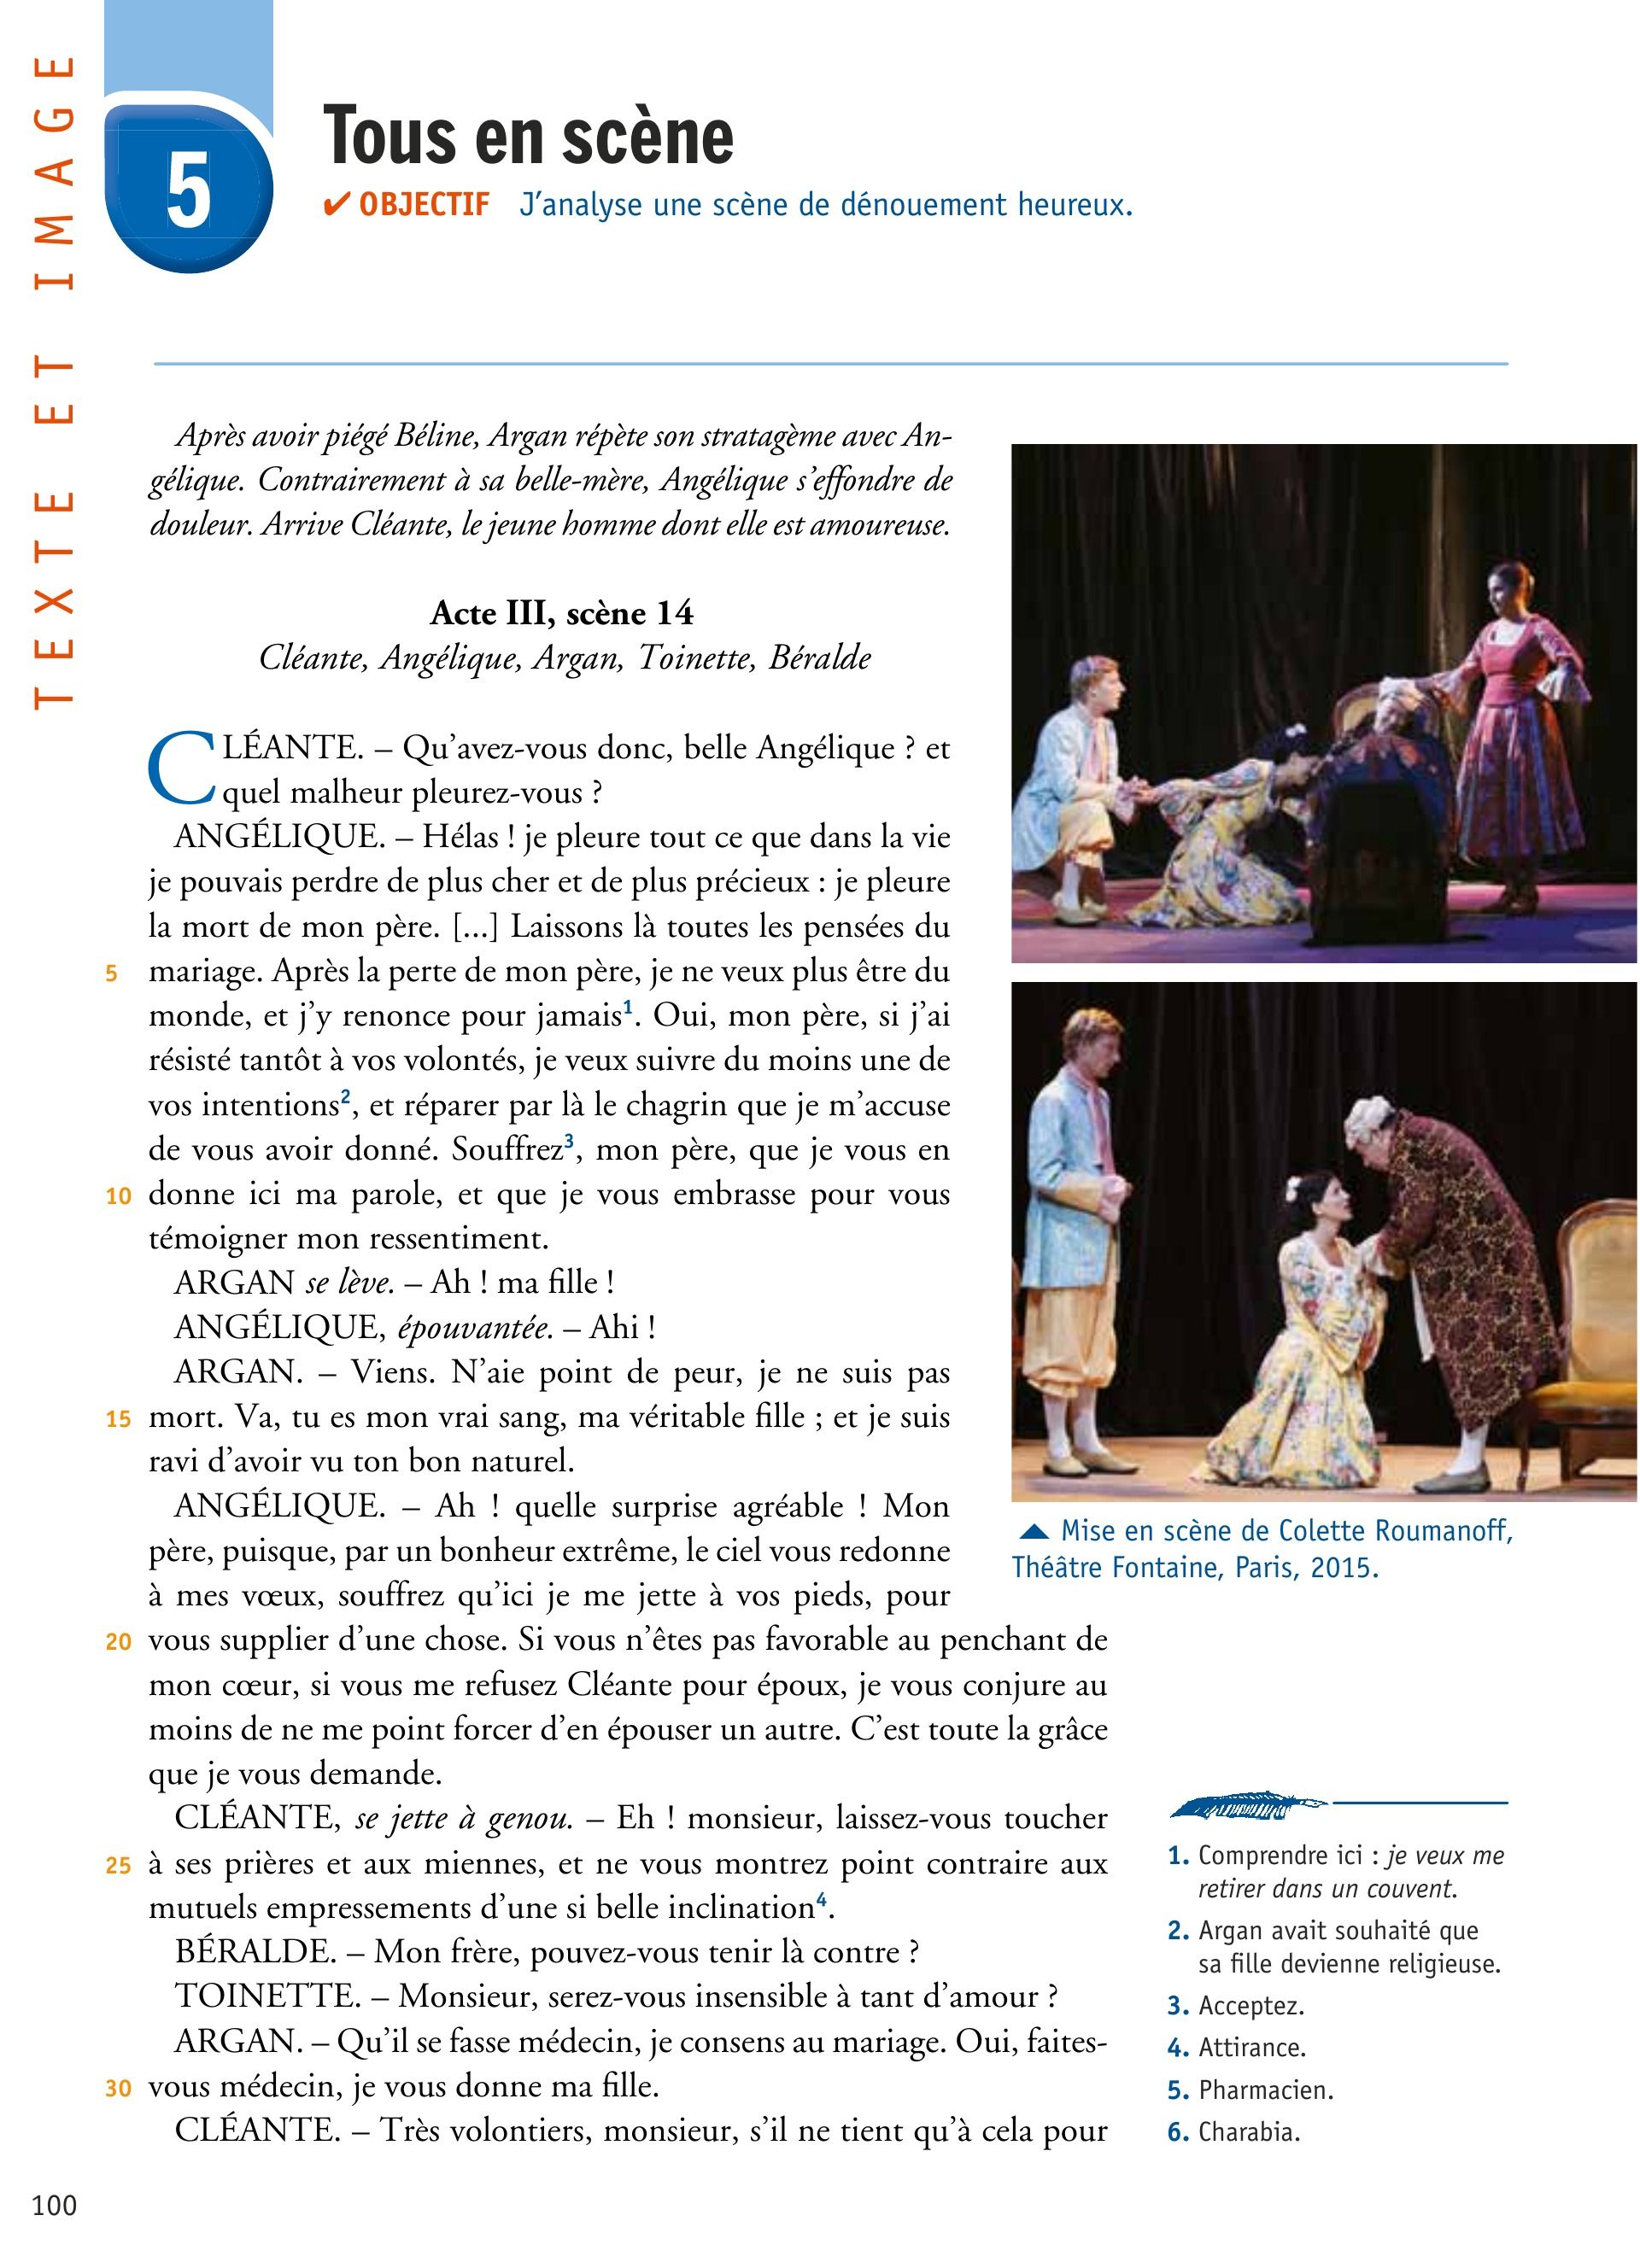 TEXTE ET IMAGE
5
Tous en scène
✔ OBJECTIF J’analyse une scène de dénouement heureux.
Après avoir piégé Béline, Argan répète son stratagème avec An-
gélique. Contrairement à sa belle-mère, Angélique s’effondre de
douleur. Arrive Cléante, le jeune homme dont elle est amoureuse.
Acte III, scène 14
Cléante, Angélique, Argan, Toinette, Béralde
CLÉANTE. – Qu’avez-vous donc, belle Angélique ? et
quel malheur pleurez-vous ?
ANGÉLIQUE. – Hélas ! je pleure tout ce que dans la vie
je pouvais perdre de plus cher et de plus précieux : je pleure
la mort de mon père. [...] Laissons là toutes les pensées du
5 mariage. Après la perte de mon père, je ne veux plus être du
monde, et j’y renonce pour jamais1. Oui, mon père, si j’ai
résisté tantôt à vos volontés, je veux suivre du moins une de
vos intentions2, et réparer par là le chagrin que je m’accuse
de vous avoir donné. Souffrez3, mon père, que je vous en
10 donne ici ma parole, et que je vous embrasse pour vous
témoigner mon ressentiment.
ARGAN se lève. – Ah ! ma fille !
ANGÉLIQUE, épouvantée. – Ahi !
ARGAN. – Viens. N’aie point de peur, je ne suis pas
15 mort. Va, tu es mon vrai sang, ma véritable fille ; et je suis
ravi d’avoir vu ton bon naturel.
ANGÉLIQUE. – Ah ! quelle surprise agréable ! Mon
père, puisque, par un bonheur extrême, le ciel vous redonne
à mes vœux, souffrez qu’ici je me jette à vos pieds, pour
20 vous supplier d’une chose. Si vous n’êtes pas favorable au penchant de
mon cœur, si vous me refusez Cléante pour époux, je vous conjure au
moins de ne me point forcer d’en épouser un autre. C’est toute la grâce
que je vous demande.
CLÉANTE, se jette à genou. – Eh ! monsieur, laissez-vous toucher
25 à ses prières et aux miennes, et ne vous montrez point contraire aux
mutuels empressements d’une si belle inclination4.
BÉRALDE. – Mon frère, pouvez-vous tenir là contre ?
TOINETTE. – Monsieur, serez-vous insensible à tant d’amour ?
ARGAN. – Qu’il se fasse médecin, je consens au mariage. Oui, faites-
30 vous médecin, je vous donne ma fille.
CLÉANTE. – Très volontiers, monsieur, s’il ne tient qu’à cela pour
Mise en scène de Colette Roumanoff,
Théâtre Fontaine, Paris, 2015.
1. Comprendre ici : je veux me
retirer dans un couvent.
2. Argan avait souhaité que
sa fille devienne religieuse.
3. Acceptez.
4. Attirance.
5. Pharmacien.
6. Charabia.
100